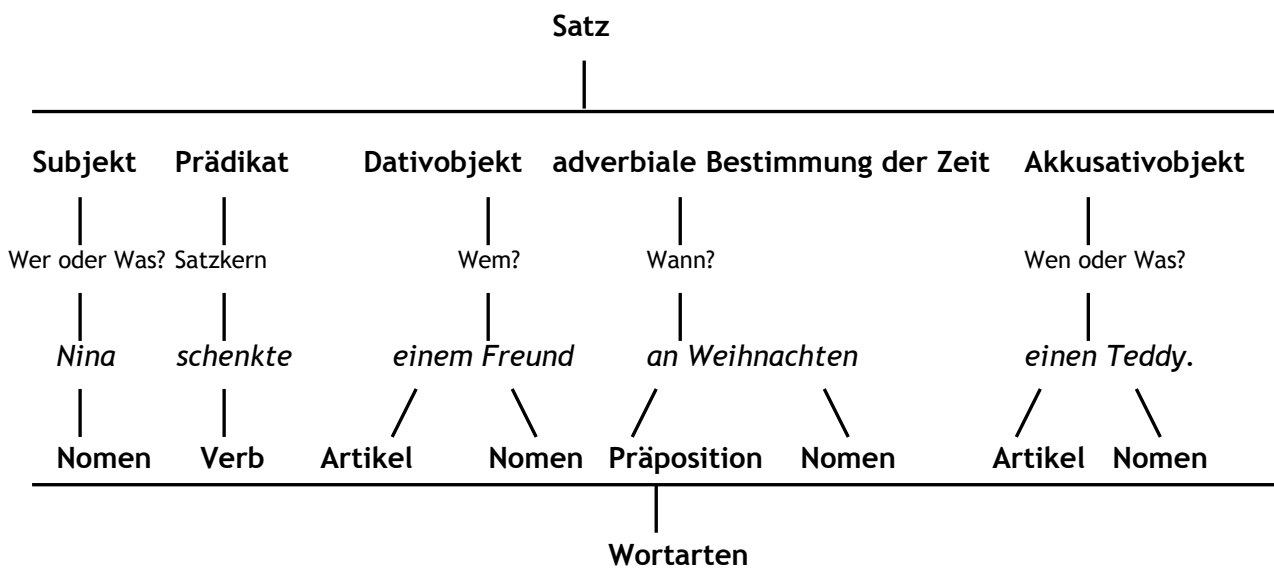 Satz
Subjekt Prädikat Dativobjekt adverbiale Bestimmung der Zeit Akkusativobjekt
Wer oder Was? Satzkern Wem? Wann? Wen oder Was?
Nina schenkte einem Freund an Weihnachten einen Teddy.
Nomen Verb Artikel Nomen Präposition Nomen Artikel Nomen
Wortarten